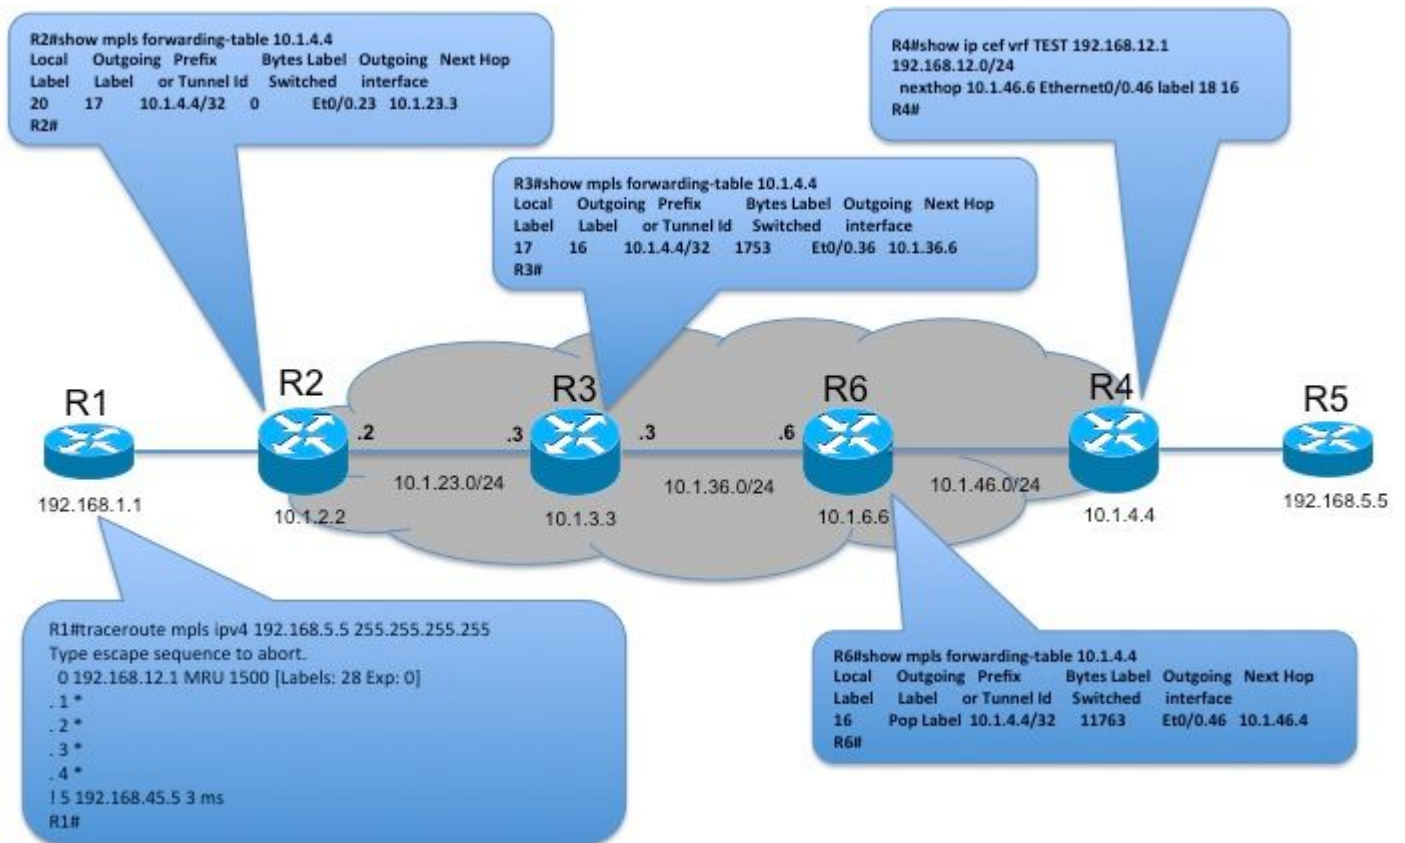 R2#show mpls forwarding-table 10.1.4.4
Local Outgoing Prefix Bytes Label Outgoing Next Hop
Label Label or Tunnel Id Switched interface
20 17 10.1.4.4/32 0 Et0/0.23 10.1.23.3
R2#
R4#show ip cef vrf TEST 192.168.12.1
192.168.12.0/24
nexthop 10.1.46.6 Ethernet0/0.46 label 18 16
R4#
R3#show mpls forwarding-table 10.1.4.4
Local Outgoing Prefix Bytes Label Outgoing Next Hop
Label Label or Tunnel Id Switched interface
17 16 10.1.4.4/32 1753 Et0/0.36 10.1.36.6
R3#
R1
R2
R3
R6
R4
R5
.2
.3
.3
.6
10.1.23.0/24
10.1.36.0/24
10.1.46.0/24
192.168.1.1
10.1.2.2
10.1.3.3
10.1.6.6
10.1.4.4
192.168.5.5
R1#traceroute mpls ipv4 192.168.5.5 255.255.255.255
Type escape sequence to abort.
0 192.168.12.1 MRU 1500 [Labels: 28 Exp: 0]
. 1 *
. 2 *
. 3 *
. 4 *
! 5 192.168.45.5 3 ms
R1#
R6#show mpls forwarding-table 10.1.4.4
Local Outgoing Prefix Bytes Label Outgoing Next Hop
Label Label or Tunnel Id Switched interface
16 Pop Label 10.1.4.4/32 11763 Et0/0.46 10.1.46.4
R6#